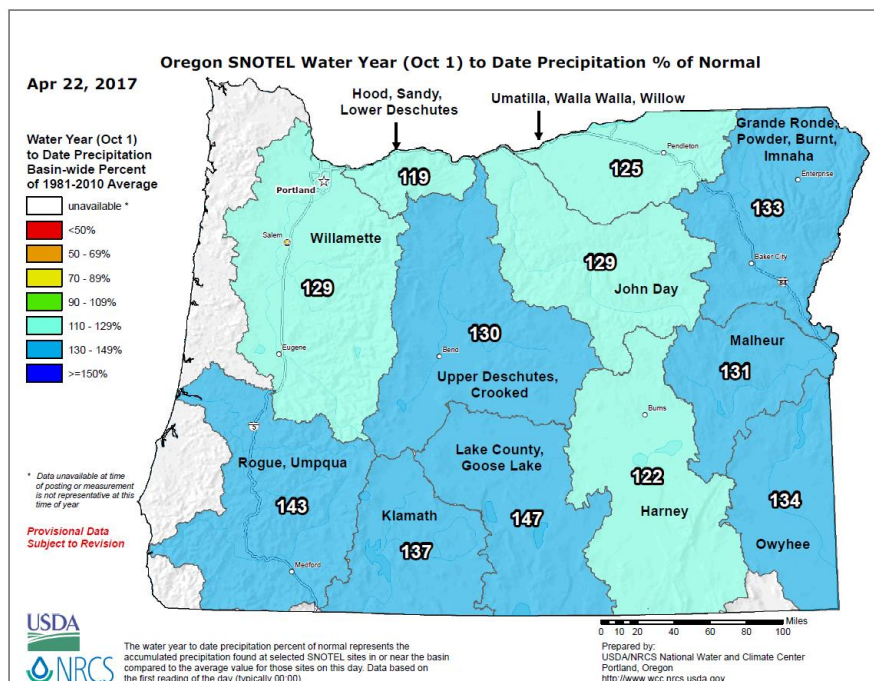 Oregon SNOTEL Water Year (Oct 1) to Date Precipitation % of Normal
Apr 22, 2017
Hood, Sandy,
Lower Deschutes
Umatilla, Walla Walla, Willow
Grande Ronde,
Powder, Burnt,
Imnaha
Water Year (Oct 1)
to Date Precipitation
Basin-wide Percent
of 1981-2010 Average
unavailable *
<50%
50 - 69%
70 - 89%
90 - 109%
110 - 129%
130 - 149%
>=150%
Portland
119
Pendleton
125
Enterprise
133
Salem
Willamette
129
129
John Day
Baker City
84
Eugene
130
Bend
Upper Deschutes,
Crooked
Malheur
131
Burns
5
Rogue, Umpqua
143
Lake County,
Goose Lake
147
122
Harney
134
Owyhee
Klamath
137
Medford
* Data unavailable at time
of posting or measurement
is not representative at this
time of year
Provisional Data
Subject to Revision
USDA
NRCS
The water year to date precipitation percent of normal represents the
accumulated precipitation found at selected SNOTEL sites in or near the basin
compared to the average value for those sites on this day. Data based on
the first reading of the day (typically 00:00)
Miles
0 10 20 40 60 80 100
Prepared by:
USDA/NRCS National Water and Climate Center
Portland, Oregon
http://www.wcc.nrcs.usda.gov